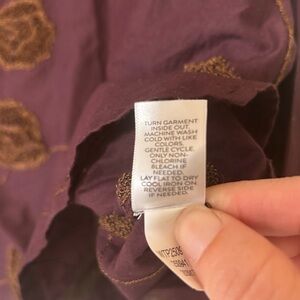 TURN GARMENT
INSIDE OUT.
MACHINE WASH
COLD WITH LIKE
COLORS.
GENTLE CYCLE.
ONLY NON-
CHLORINE
BLEACH IF
NEEDED.
LAY FLAT TO DRY
COOL IRON ON
REVERSE SIDE
IF NEEDED.